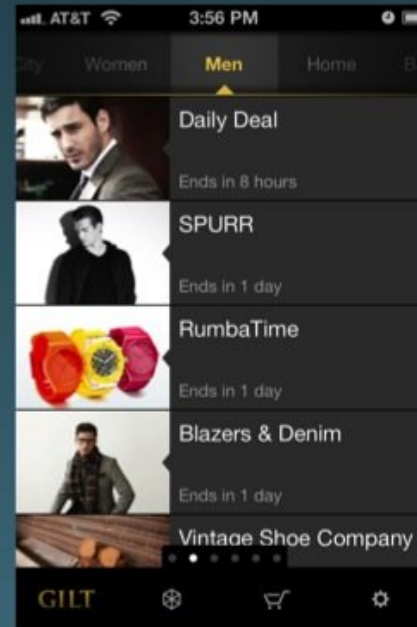 AT&T 3:56 PM
City Women Men Home B
Daily Deal
Ends in 8 hours
SPURR
Ends in 1 day
RumbaTime
Ends in 1 day
Blazers & Denim
Ends in 1 day
Vintage Shoe Company
GILT